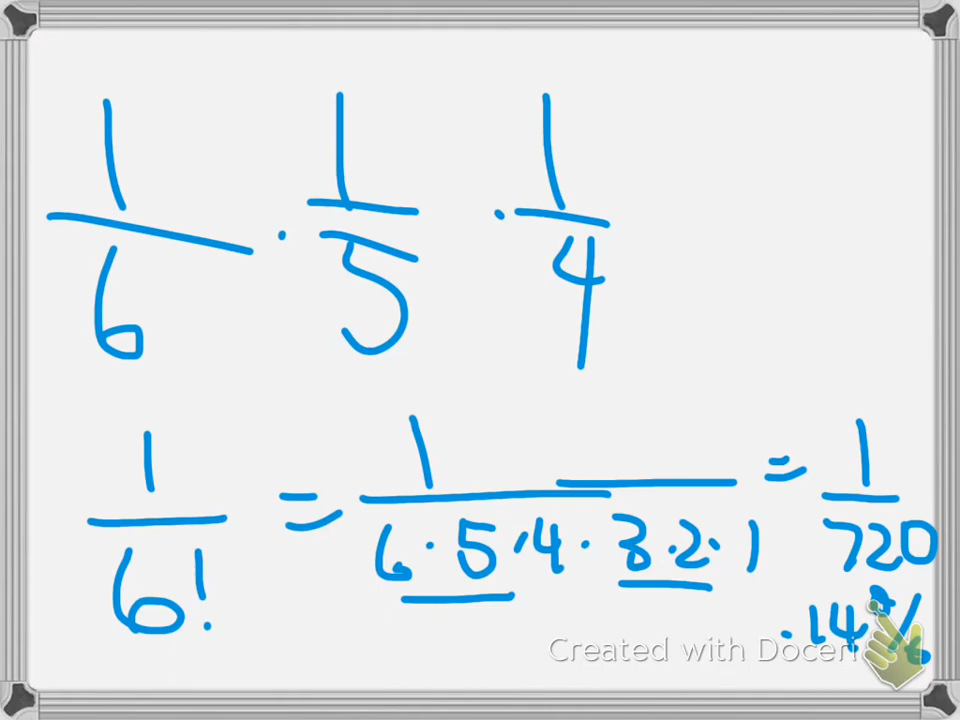 1/6 · 1/5 · 1/4
1/6! = 1/(6·5·4·3·2·1) = 1/720
.14%
Created with Docer